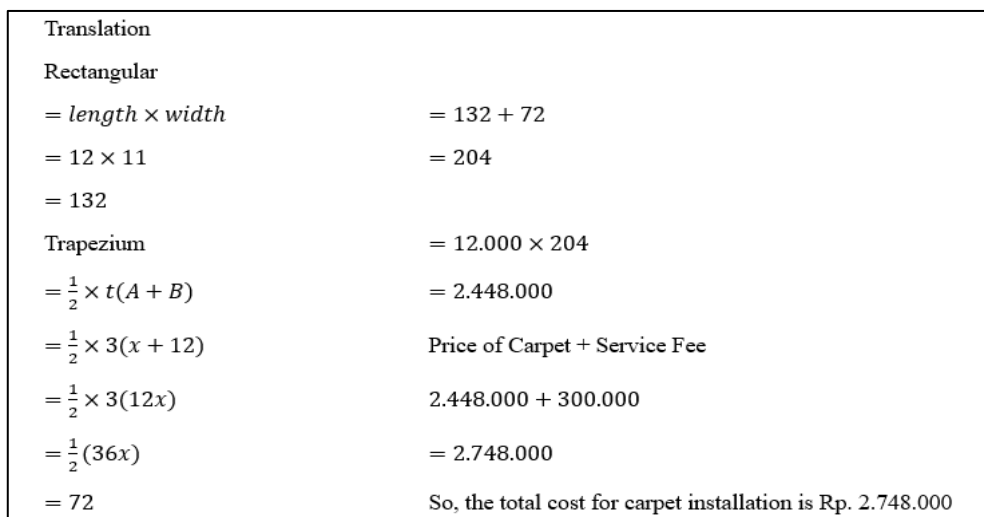 Translation
Rectangular
= length × width
= 12 × 11
= 132
Trapezium
= 1/2 × t(A + B)
= 1/2 × 3(x + 12)
= 1/2 × 3(12x)
= 1/2 (36x)
= 72
= 132 + 72
= 204
= 12.000 × 204
= 2.448.000
Price of Carpet + Service Fee
2.448.000 + 300.000
= 2.748.000
So, the total cost for carpet installation is Rp. 2.748.000